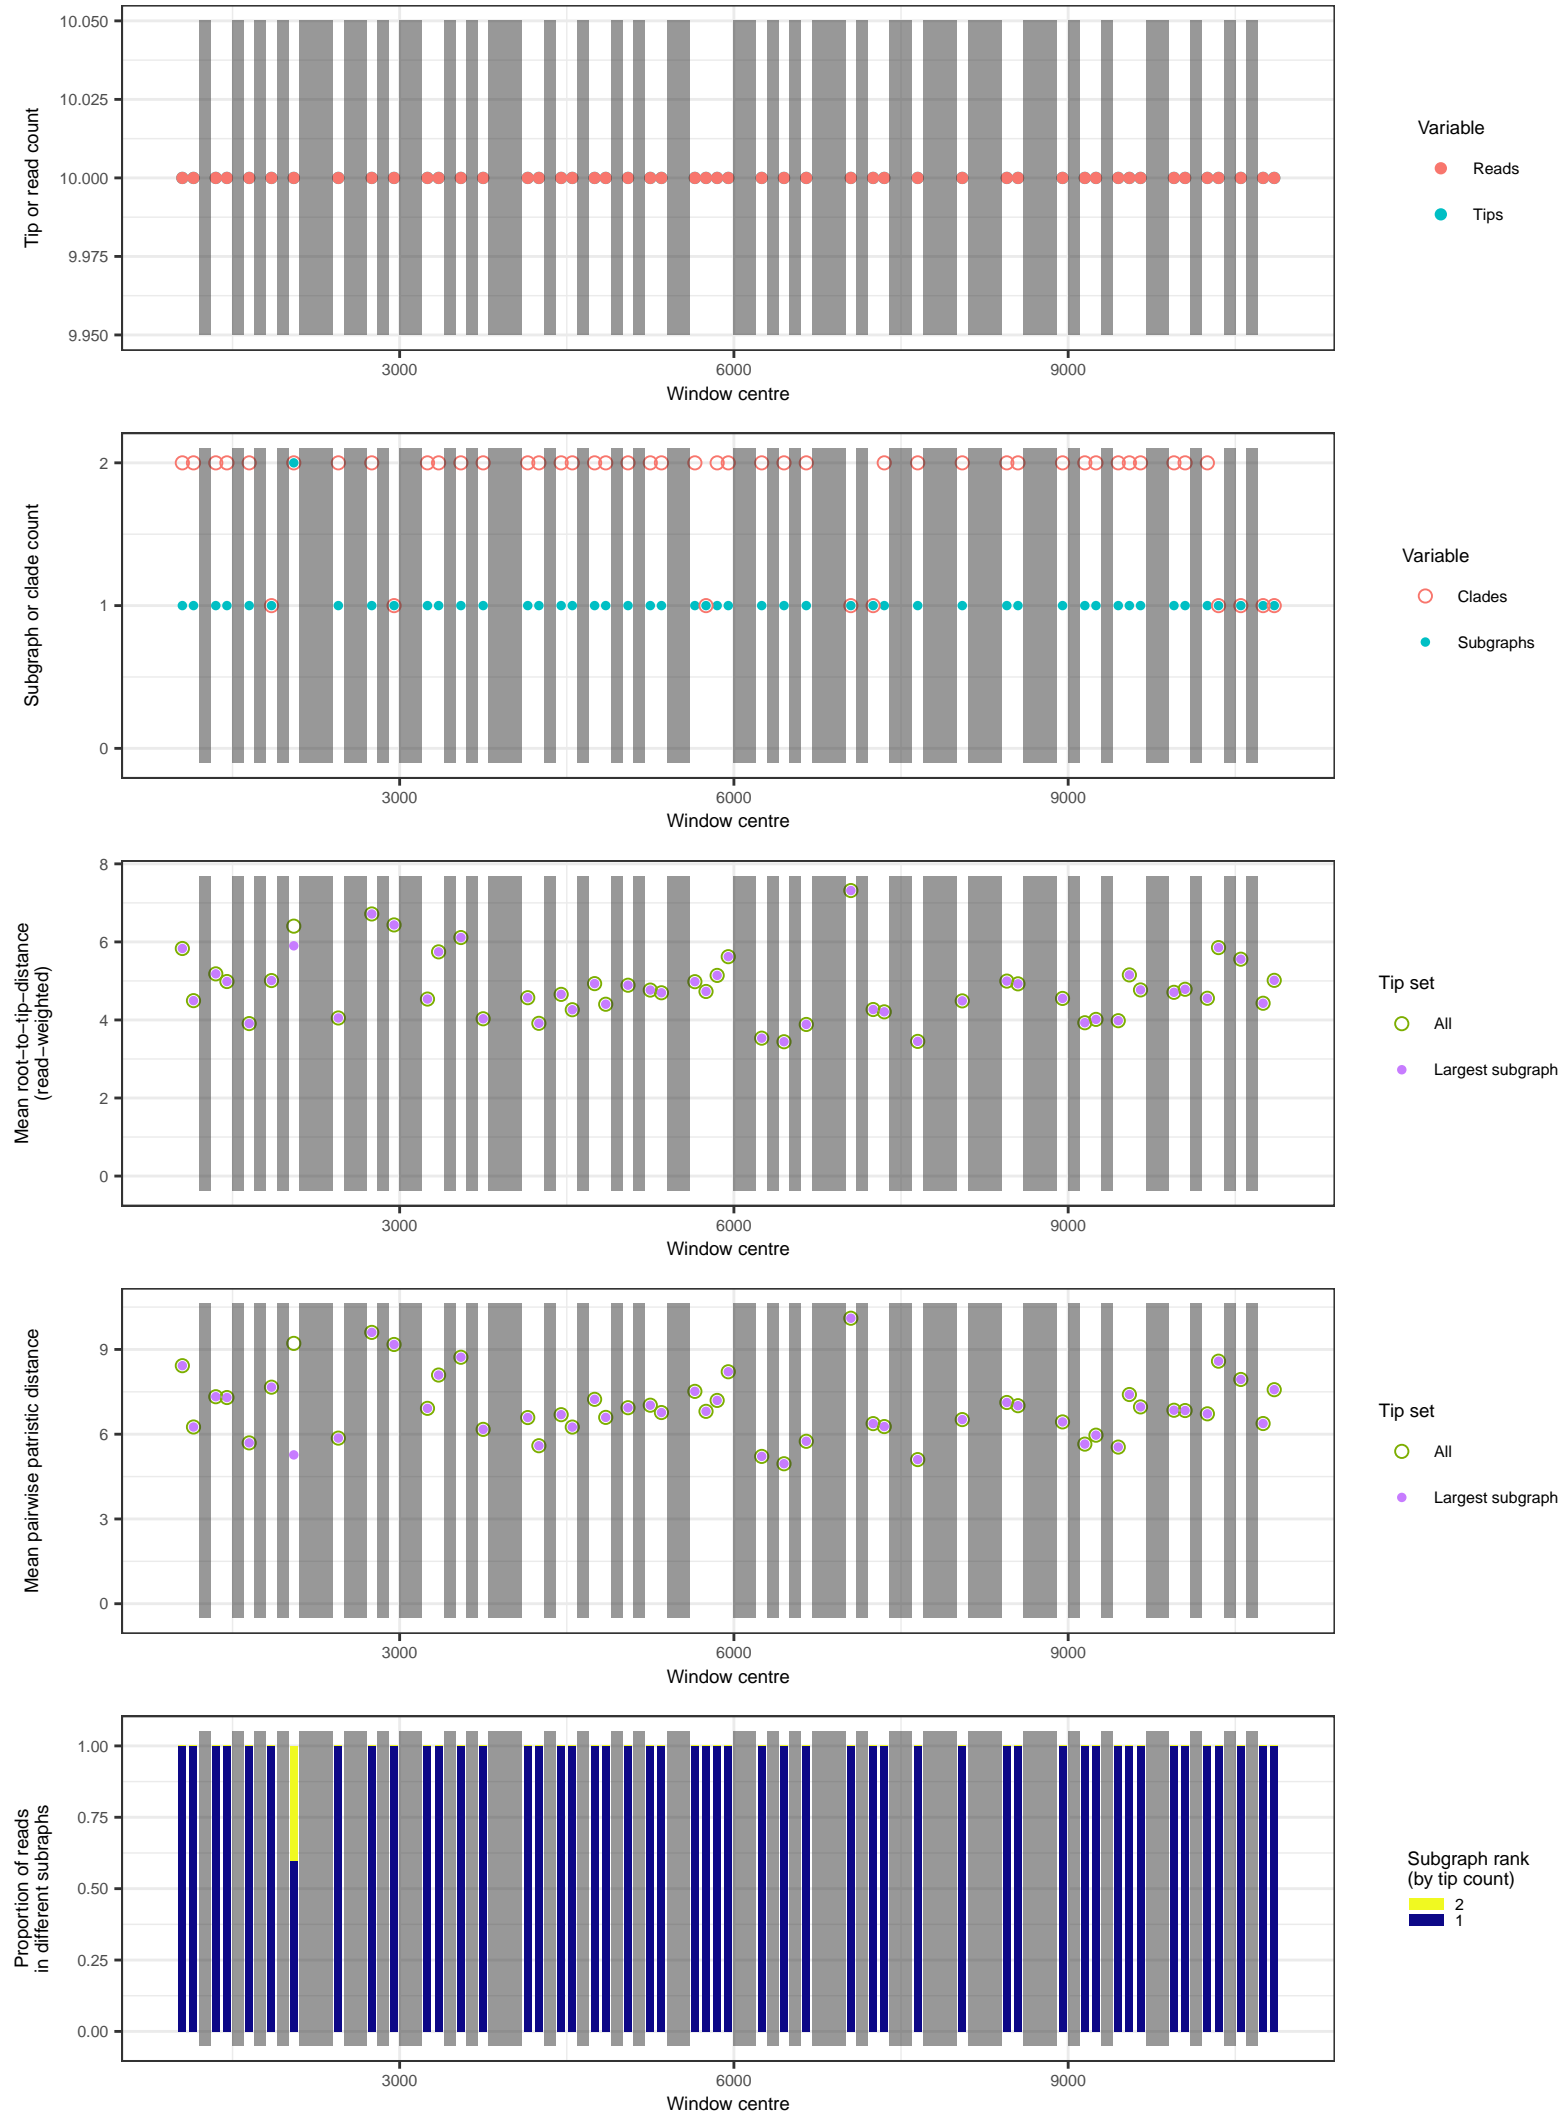 10.050
10.025
10.000
9.975
9.950
Tip or read count
3000
6000
9000
Window centre
Variable
Reads
Tips
2
1
0
Subgraph or clade count
3000
6000
9000
Window centre
Variable
Clades
Subgraphs
8
6
4
2
0
Mean root−to−tip−distance
(read−weighted)
3000
6000
9000
Window centre
Tip set
All
Largest subgraph
9
6
3
0
Mean pairwise patristic distance
3000
6000
9000
Window centre
Tip set
All
Largest subgraph
1.00
0.75
0.50
0.25
0.00
Proportion of reads
in different subraphs
3000
6000
9000
Window centre
Subgraph rank
(by tip count)
2
1